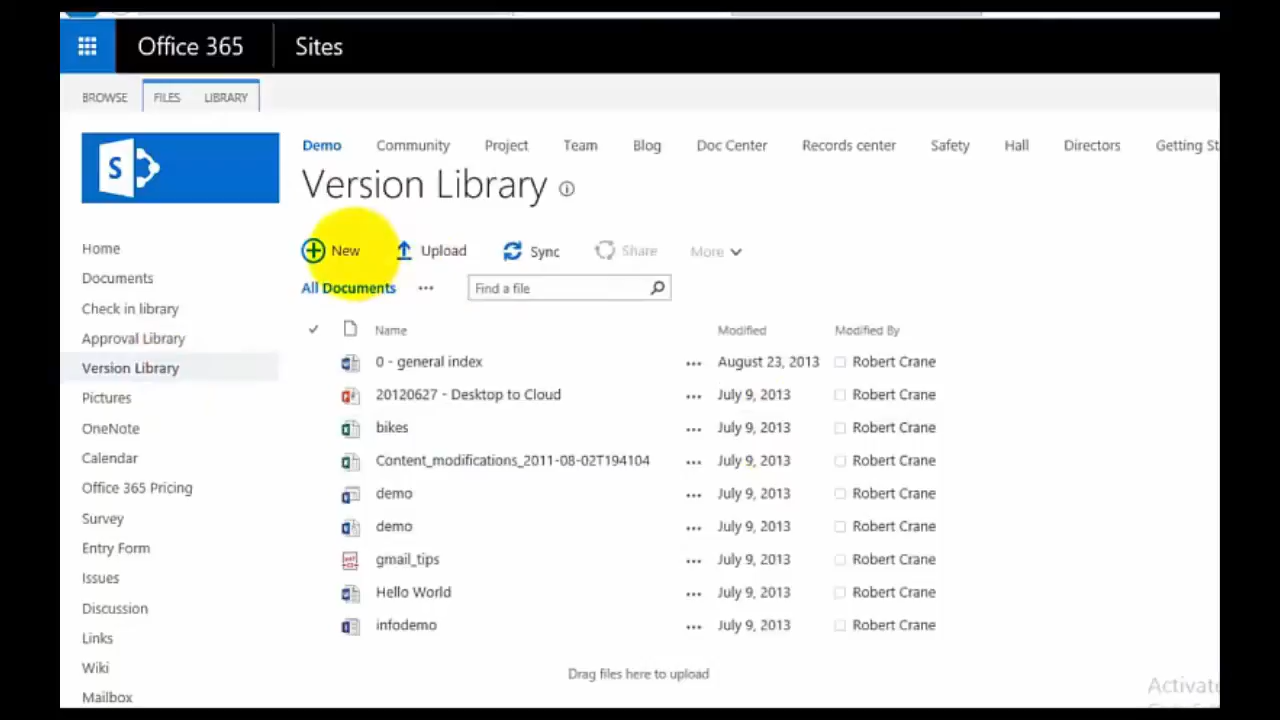 Office 365 Sites
BROWSE FILES LIBRARY
Demo Community Project Team Blog Doc Center Records center Safety Hall Directors Getting St
S
Version Library
New Upload Sync Share More
All Documents ... Find a file
Name Modified Modified By
0 - general index ... August 23, 2013 Robert Crane
20120627 - Desktop to Cloud ... July 9, 2013 Robert Crane
bikes ... July 9, 2013 Robert Crane
Content_modifications_2011-08-02T194104 ... July 9, 2013 Robert Crane
demo ... July 9, 2013 Robert Crane
demo ... July 9, 2013 Robert Crane
gmail_tips ... July 9, 2013 Robert Crane
Hello World ... July 9, 2013 Robert Crane
infodemo ... July 9, 2013 Robert Crane
Drag files here to upload
Home
Documents
Check in library
Approval Library
Version Library
Pictures
OneNote
Calendar
Office 365 Pricing
Survey
Entry Form
Issues
Discussion
Links
Wiki
Mailbox
Activate